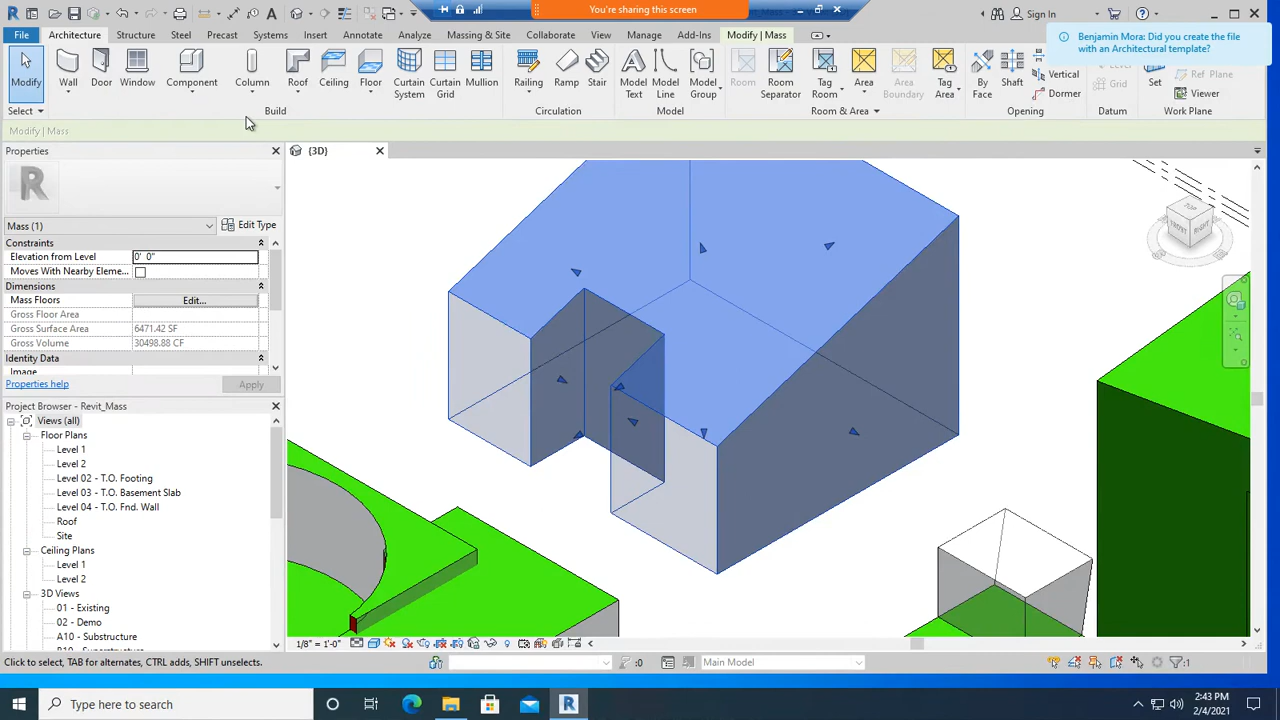 You're sharing this screen
Sign In
Benjamin Mora: Did you create the file
with an Architectural template?
File Architecture Structure Steel Precast Systems Insert Annotate Analyze Massing & Site Collaborate View Manage Add-Ins Modify | Mass
Modify Wall Door Window Component Column Roof Ceiling Floor Curtain System Curtain Grid Mullion Railing Ramp Stair Model Text Model Line Model Group Room Room Separator Tag Room Area Area Boundary Tag Area By Face Shaft Vertical Dormer Grid Set Ref Plane Viewer
Select Build Circulation Model Room & Area Opening Datum Work Plane
Modify | Mass
Properties
{3D}
Mass (1)
Edit Type
Constraints
Elevation from Level 0' 0"
Moves With Nearby Eleme...
Dimensions
Mass Floors Edit...
Gross Floor Area
Gross Surface Area 6471.42 SF
Gross Volume 30498.88 CF
Identity Data
Image
Properties help Apply
Project Browser - Revit_Mass
Views (all)
Floor Plans
Level 1
Level 2
Level 02 - T.O. Footing
Level 03 - T.O. Basement Slab
Level 04 - T.O. Fnd. Wall
Roof
Site
Ceiling Plans
Level 1
Level 2
3D Views
01 - Existing
02 - Demo
A10 - Substructure
TOP
FRONT
RIGHT
1/8" = 1'-0"
Click to select, TAB for alternates, CTRL adds, SHIFT unselects.
:0
Main Model
:1
Type here to search
2:43 PM
2/4/2021